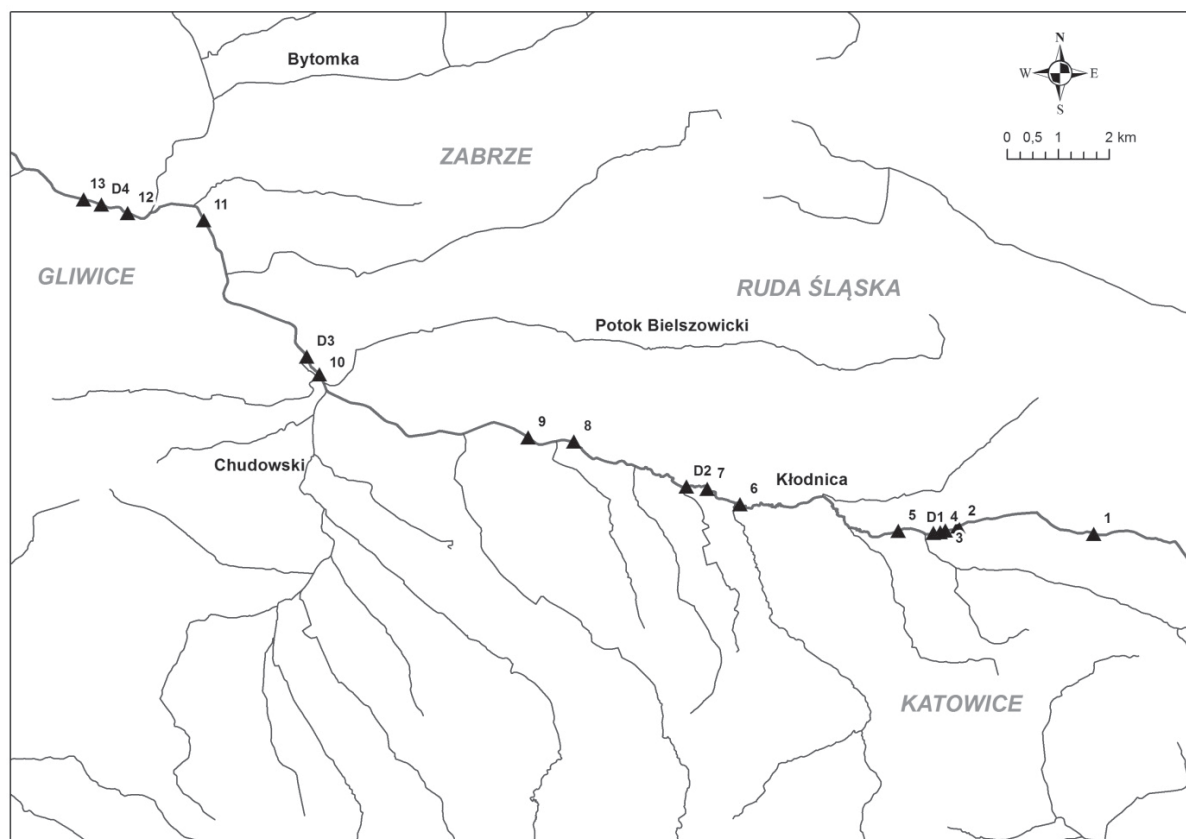 N
Bytomka
W E
S
0 0,5 1 2 km
ZABRZE
13 D4 12
11
GLIWICE
RUDA ŚLĄSKA
Potok Bielszowicki
D3
10
9 8
Chudowski
D2 7
Kłodnica
6
5 D1 4 2 1
3
KATOWICE